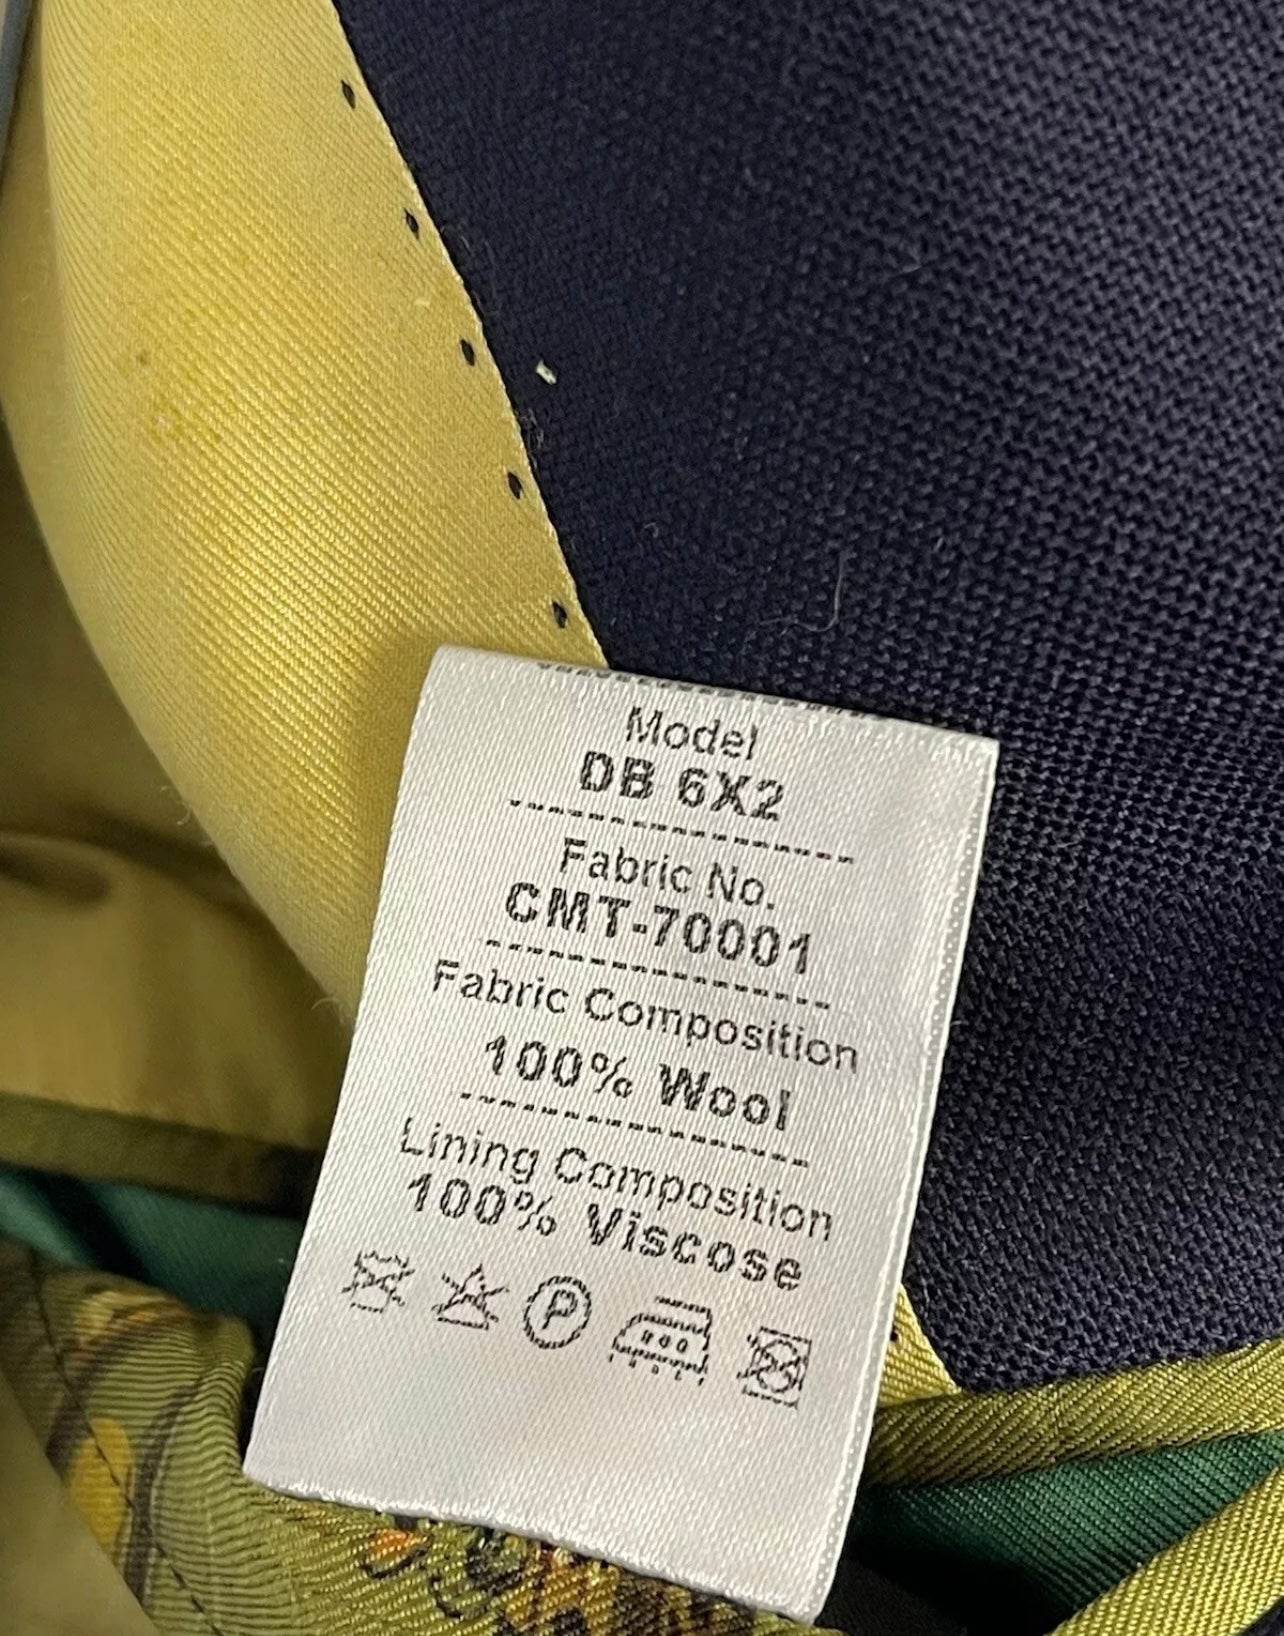 Model
DB 6X2
Fabric No.
CMT-70001
Fabric Composition
100% Wool
Lining Composition
100% Viscose
P